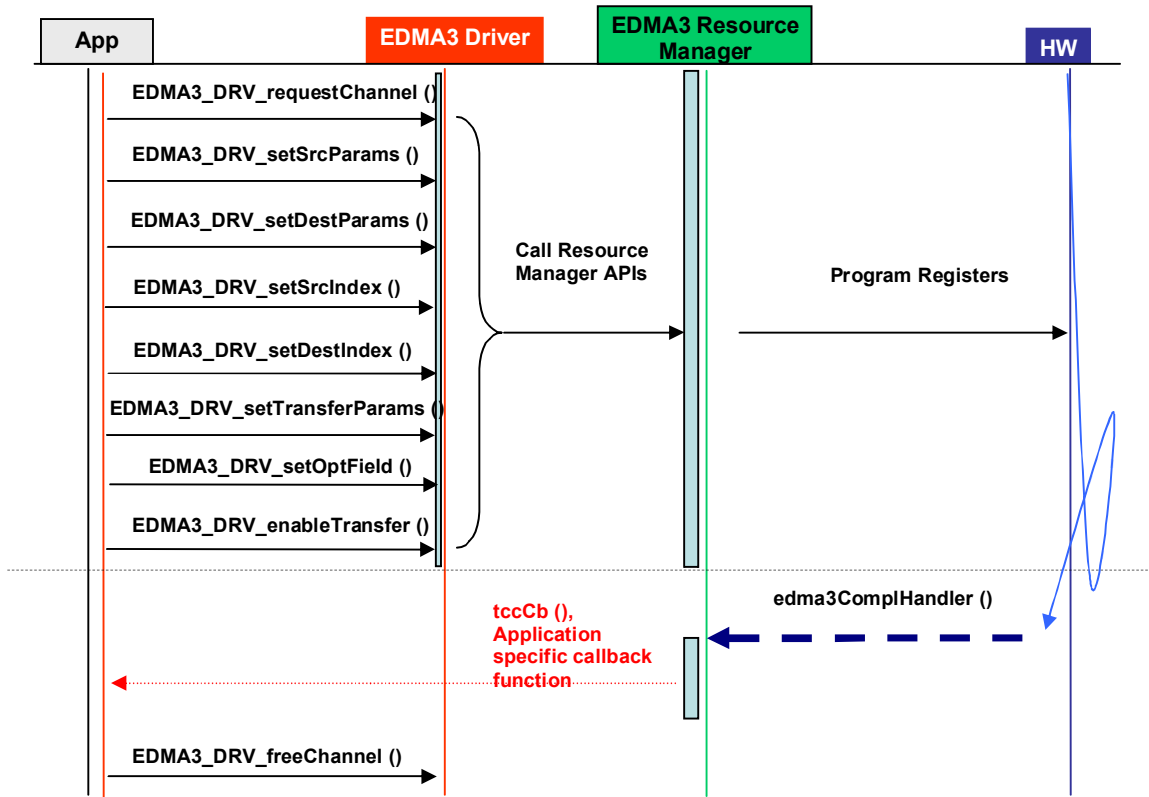 App
EDMA3 Driver
EDMA3 Resource
Manager
HW
EDMA3_DRV_requestChannel ()
EDMA3_DRV_setSrcParams ()
EDMA3_DRV_setDestParams ()
Call Resource
Manager APIs
Program Registers
EDMA3_DRV_setSrcIndex ()
EDMA3_DRV_setDestIndex ()
EDMA3_DRV_setTransferParams ()
EDMA3_DRV_setOptField ()
EDMA3_DRV_enableTransfer ()
edma3ComplHandler ()
tccCb (),
Application
specific callback
function
EDMA3_DRV_freeChannel ()